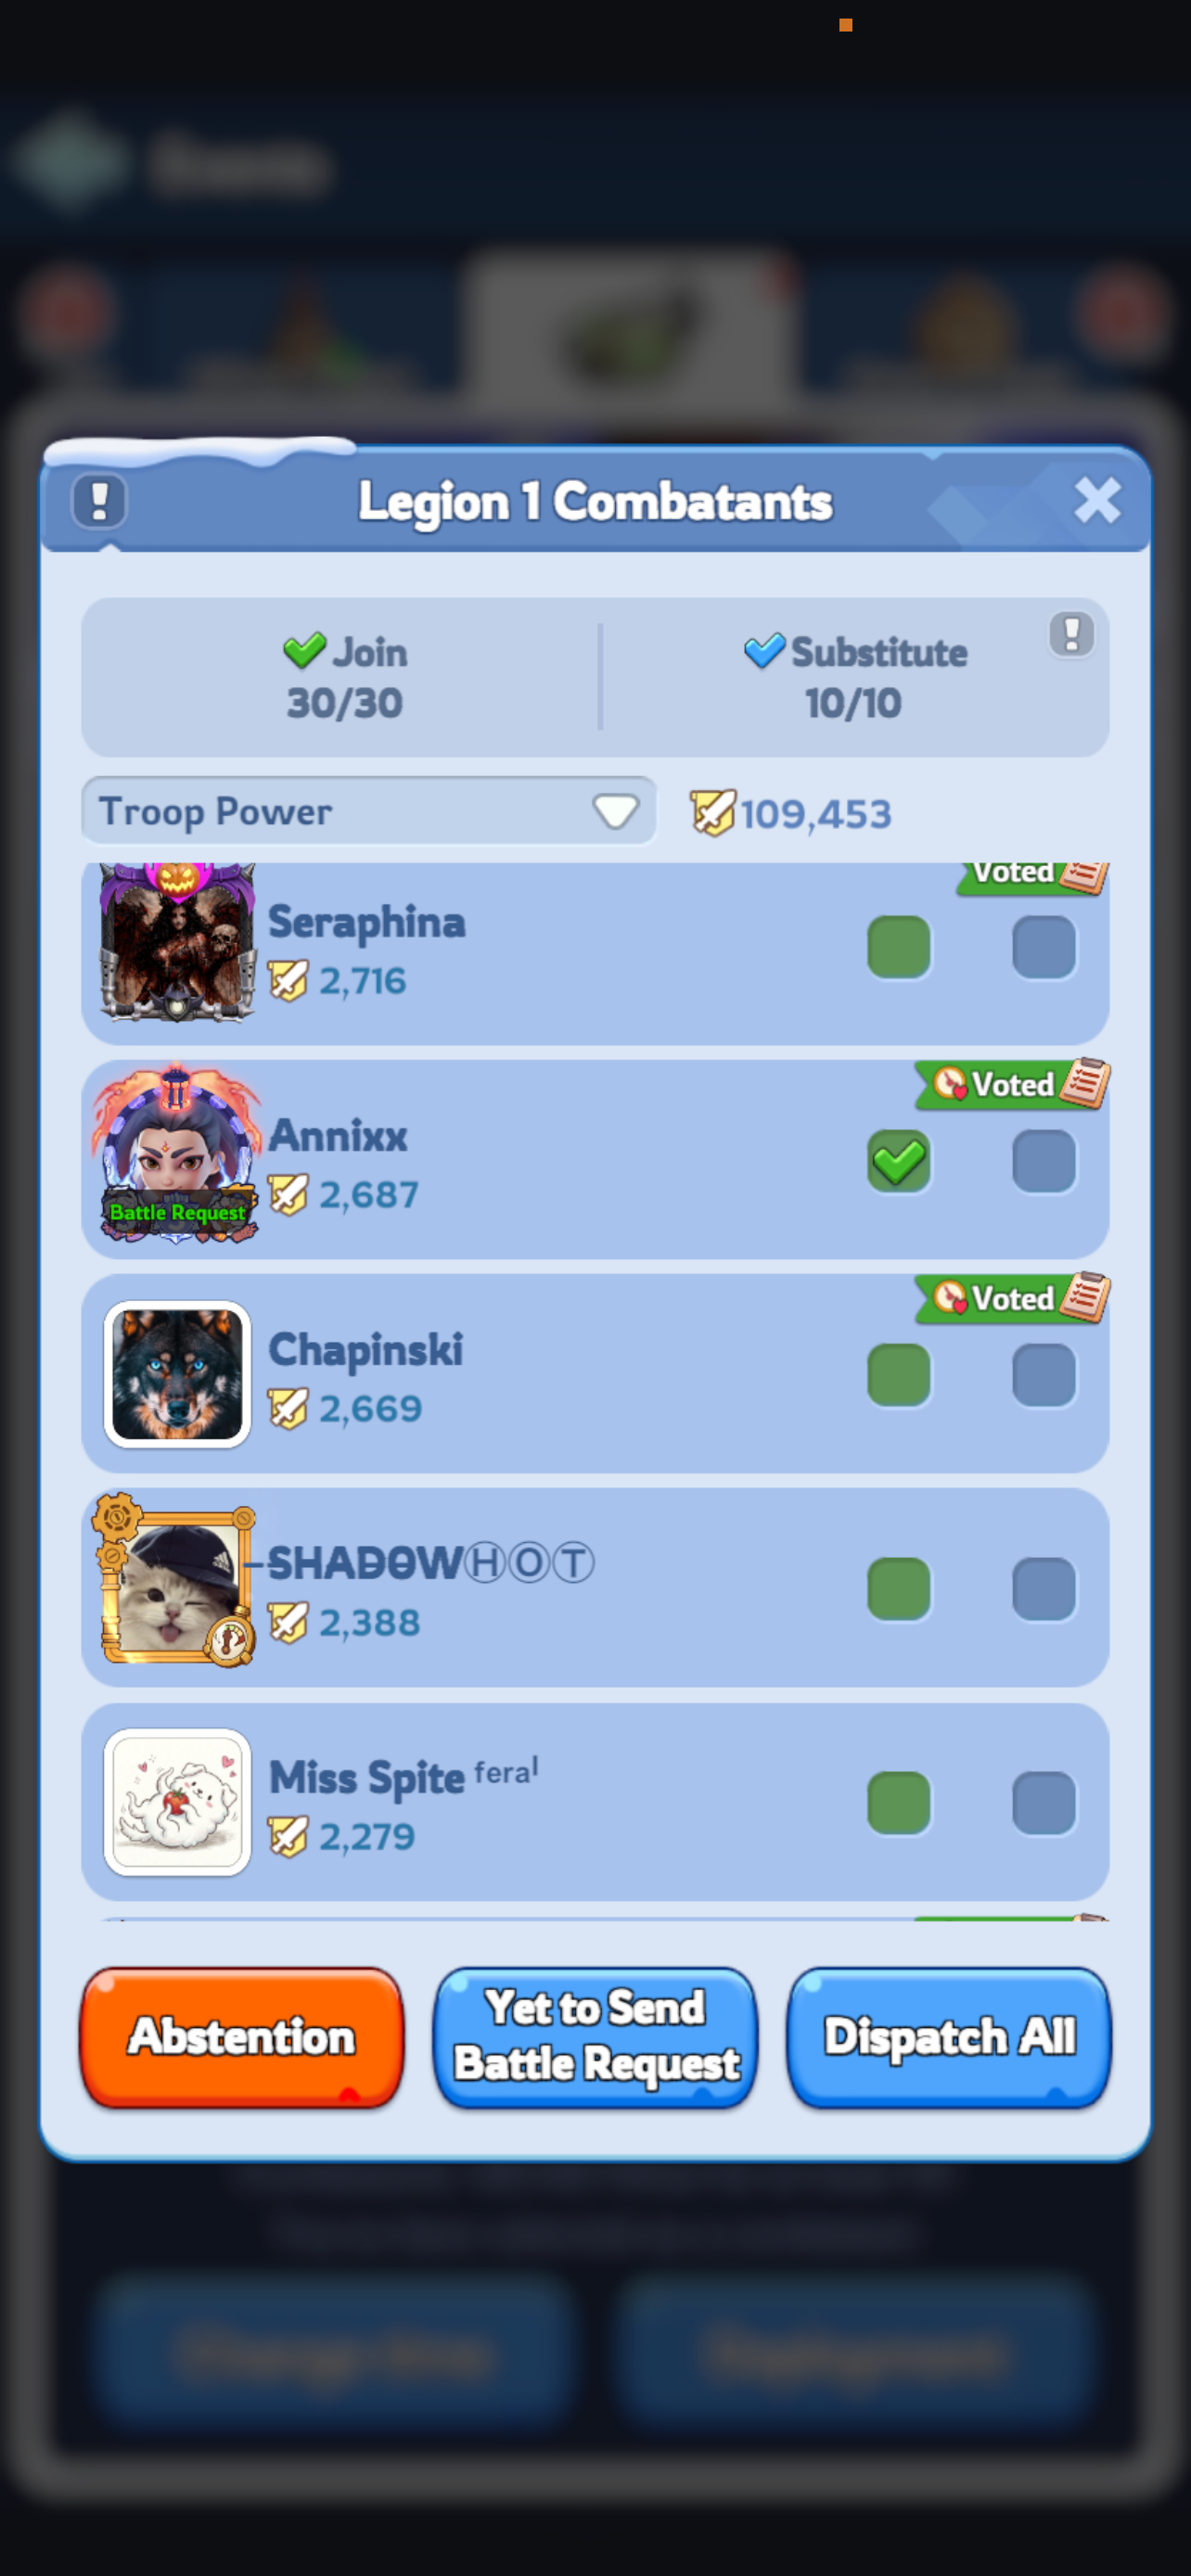 Legion 1 Combatants
Join
30/30
Substitute
10/10
Troop Power
109,453
Voted
Seraphina
2,716
Voted
Annixx
2,687
Battle Request
Voted
Chapinski
2,669
–SHADOWⒽⓄⓉ
2,388
Miss Spite ᶠᵉʳᵃˡ
2,279
Abstention
Yet to Send
Battle Request
Dispatch All